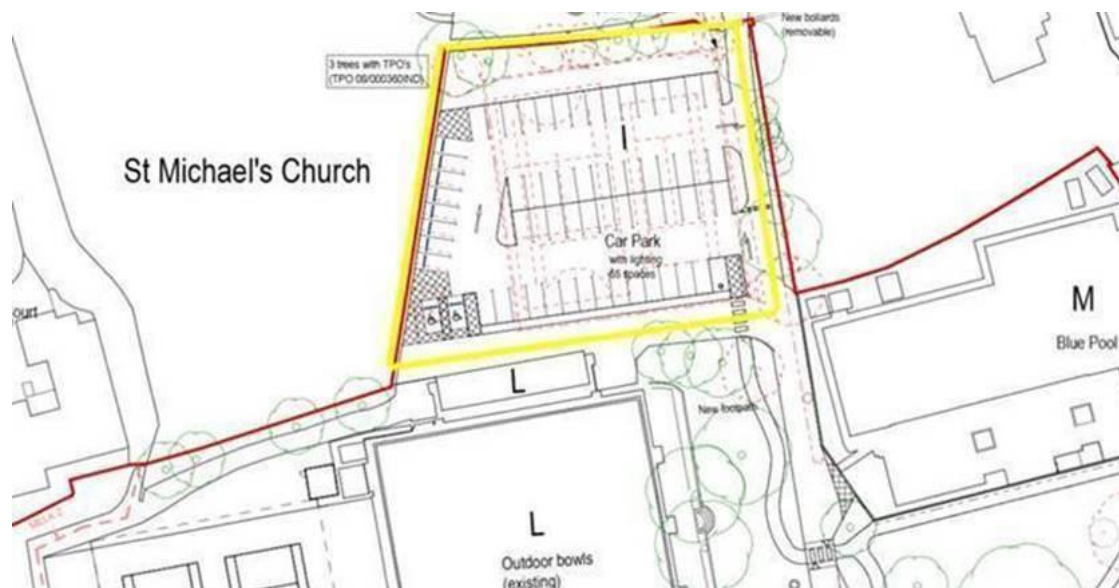 New bollards
(removable)
3 trees with TPO's
St Michael's Church
I
Car Park
with lighting
spaces
ourt
M
Blue Pool
L
New footpath
L
Outdoor bowls
(existing)